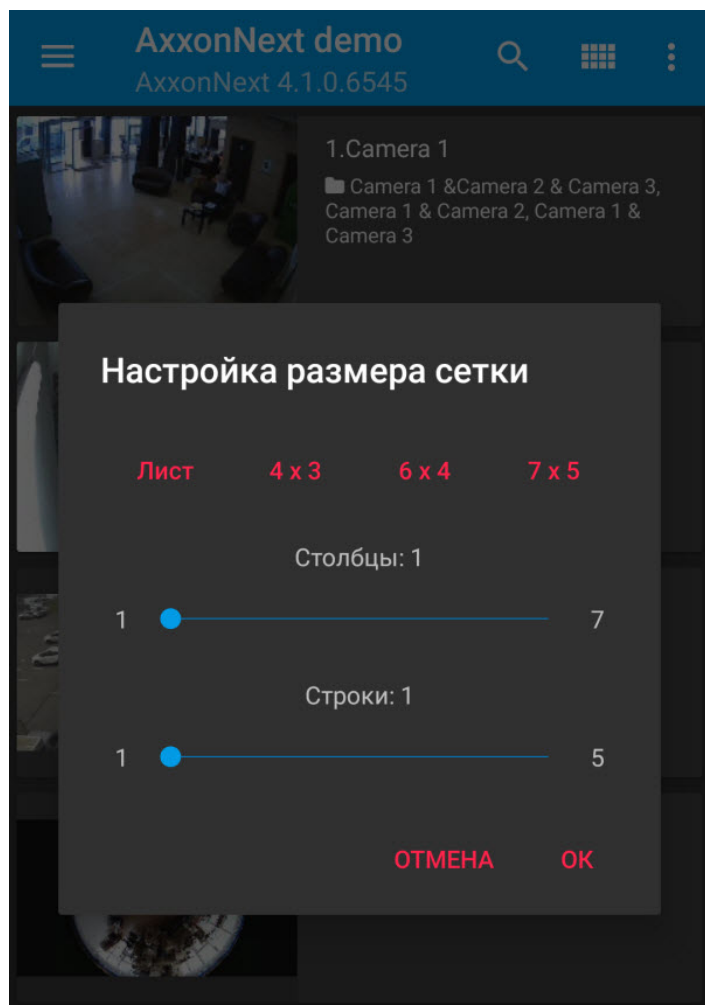 AxxonNext demo
AxxonNext 4.1.0.6545
1.Camera 1
Camera 1 &Camera 2 & Camera 3,
Camera 1 & Camera 2, Camera 1 &
Camera 3
Настройка размера сетки
Лист 4 x 3 6 x 4 7 x 5
Столбцы: 1
1 7
Строки: 1
1 5
ОТМЕНА ОК